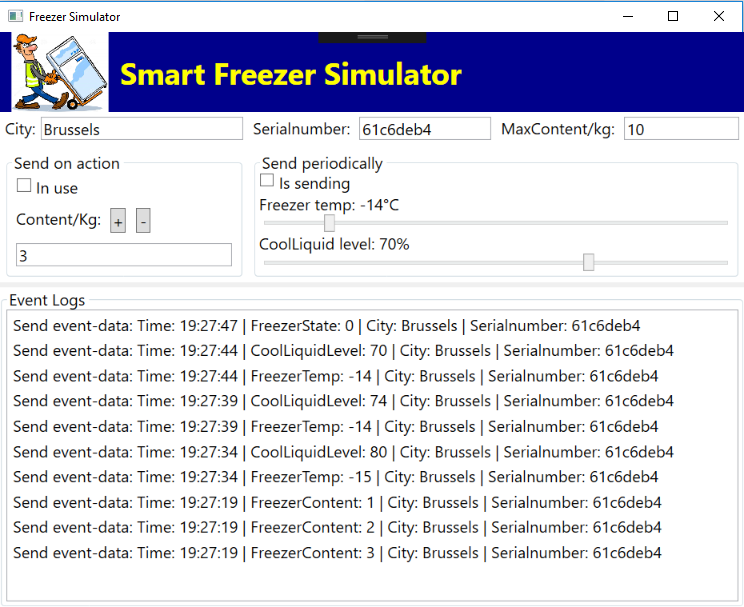 Freezer Simulator
Smart Freezer Simulator
City: Brussels Serialnumber: 61c6deb4 MaxContent/kg: 10
Send on action
In use
Content/Kg: + -
3
Send periodically
Is sending
Freezer temp: -14°C
CoolLiquid level: 70%
Event Logs
Send event-data: Time: 19:27:47 | FreezerState: 0 | City: Brussels | Serialnumber: 61c6deb4
Send event-data: Time: 19:27:44 | CoolLiquidLevel: 70 | City: Brussels | Serialnumber: 61c6deb4
Send event-data: Time: 19:27:44 | FreezerTemp: -14 | City: Brussels | Serialnumber: 61c6deb4
Send event-data: Time: 19:27:39 | CoolLiquidLevel: 74 | City: Brussels | Serialnumber: 61c6deb4
Send event-data: Time: 19:27:39 | FreezerTemp: -14 | City: Brussels | Serialnumber: 61c6deb4
Send event-data: Time: 19:27:34 | CoolLiquidLevel: 80 | City: Brussels | Serialnumber: 61c6deb4
Send event-data: Time: 19:27:34 | FreezerTemp: -15 | City: Brussels | Serialnumber: 61c6deb4
Send event-data: Time: 19:27:19 | FreezerContent: 1 | City: Brussels | Serialnumber: 61c6deb4
Send event-data: Time: 19:27:19 | FreezerContent: 2 | City: Brussels | Serialnumber: 61c6deb4
Send event-data: Time: 19:27:19 | FreezerContent: 3 | City: Brussels | Serialnumber: 61c6deb4